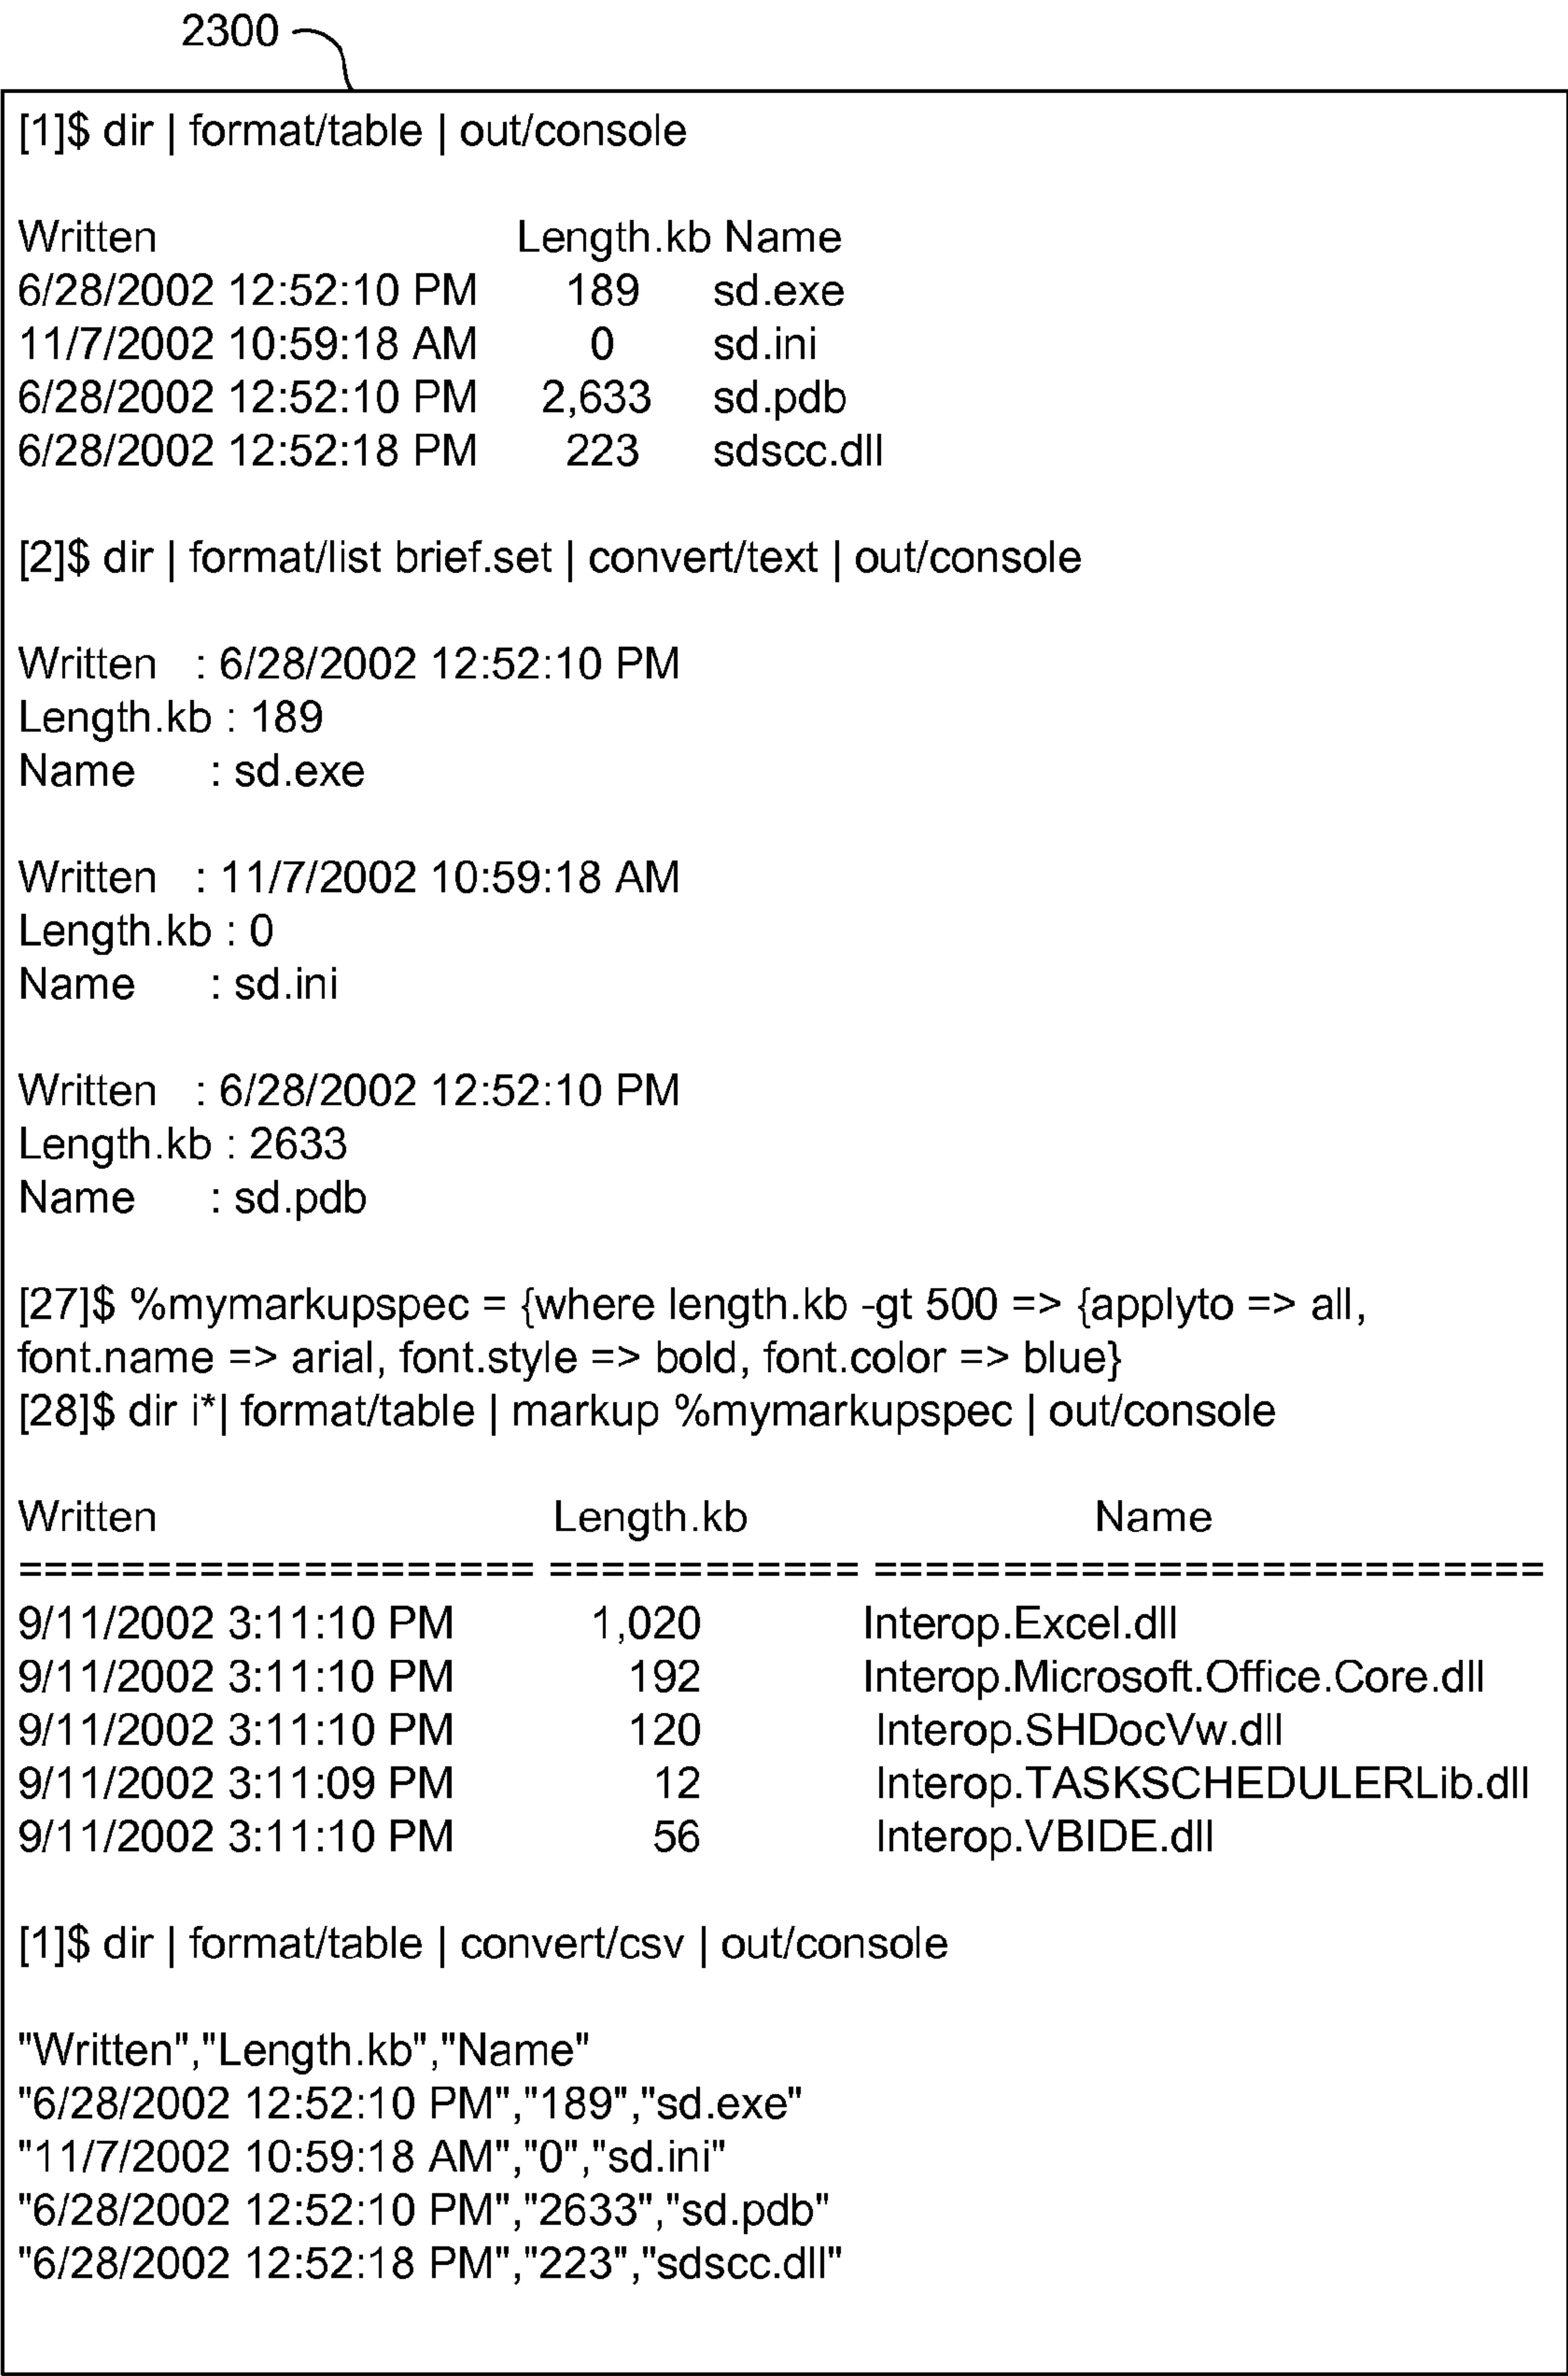 2300
[1]$ dir | format/table | out/console
Written Length.kb Name
6/28/2002 12:52:10 PM 189 sd.exe
11/7/2002 10:59:18 AM 0 sd.ini
6/28/2002 12:52:10 PM 2,633 sd.pdb
6/28/2002 12:52:18 PM 223 sdscc.dll
[2]$ dir | format/list brief.set | convert/text | out/console
Written : 6/28/2002 12:52:10 PM
Length.kb : 189
Name : sd.exe
Written : 11/7/2002 10:59:18 AM
Length.kb : 0
Name : sd.ini
Written : 6/28/2002 12:52:10 PM
Length.kb : 2633
Name : sd.pdb
[27]$ %mymarkupspec = {where length.kb -gt 500 => {applyto => all,
font.name => arial, font.style => bold, font.color => blue}
[28]$ dir i*| format/table | markup %mymarkupspec | out/console
Written Length.kb Name
==================== ============ ==========================
9/11/2002 3:11:10 PM 1,020 Interop.Excel.dll
9/11/2002 3:11:10 PM 192 Interop.Microsoft.Office.Core.dll
9/11/2002 3:11:10 PM 120 Interop.SHDocVw.dll
9/11/2002 3:11:09 PM 12 Interop.TASKSCHEDULERLib.dll
9/11/2002 3:11:10 PM 56 Interop.VBIDE.dll
[1]$ dir | format/table | convert/csv | out/console
"Written","Length.kb","Name"
"6/28/2002 12:52:10 PM","189","sd.exe"
"11/7/2002 10:59:18 AM","0","sd.ini"
"6/28/2002 12:52:10 PM","2633","sd.pdb"
"6/28/2002 12:52:18 PM","223","sdscc.dll"